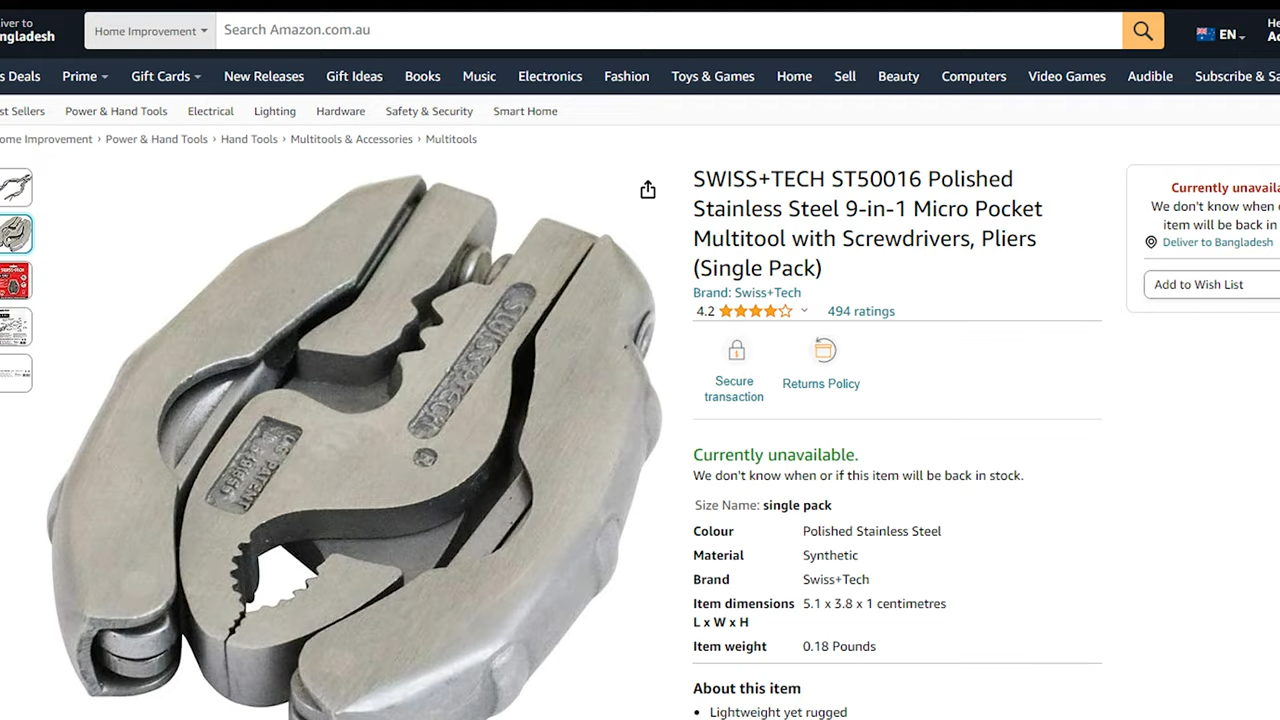 iver to
ngladesh
Home Improvement
Search Amazon.com.au
EN
He
Ac
s Deals
Prime
Gift Cards
New Releases
Gift Ideas
Books
Music
Electronics
Fashion
Toys & Games
Home
Sell
Beauty
Computers
Video Games
Audible
Subscribe & Sa
st Sellers
Power & Hand Tools
Electrical
Lighting
Hardware
Safety & Security
Smart Home
ome Improvement › Power & Hand Tools › Hand Tools › Multitools & Accessories › Multitools
SWISS+TECH
US PATENT
SWISS+TECH ST50016 Polished
Stainless Steel 9-in-1 Micro Pocket
Multitool with Screwdrivers, Pliers
(Single Pack)
Brand: Swiss+Tech
4.2
494 ratings
Secure
transaction
Returns Policy
Currently unavailable.
We don't know when or if this item will be back in stock.
Size Name: single pack
Colour Polished Stainless Steel
Material Synthetic
Brand Swiss+Tech
Item dimensions 5.1 x 3.8 x 1 centimetres
L x W x H
Item weight 0.18 Pounds
About this item
• Lightweight yet rugged
Currently unavaila
We don't know when o
item will be back in
Deliver to Bangladesh
Add to Wish List